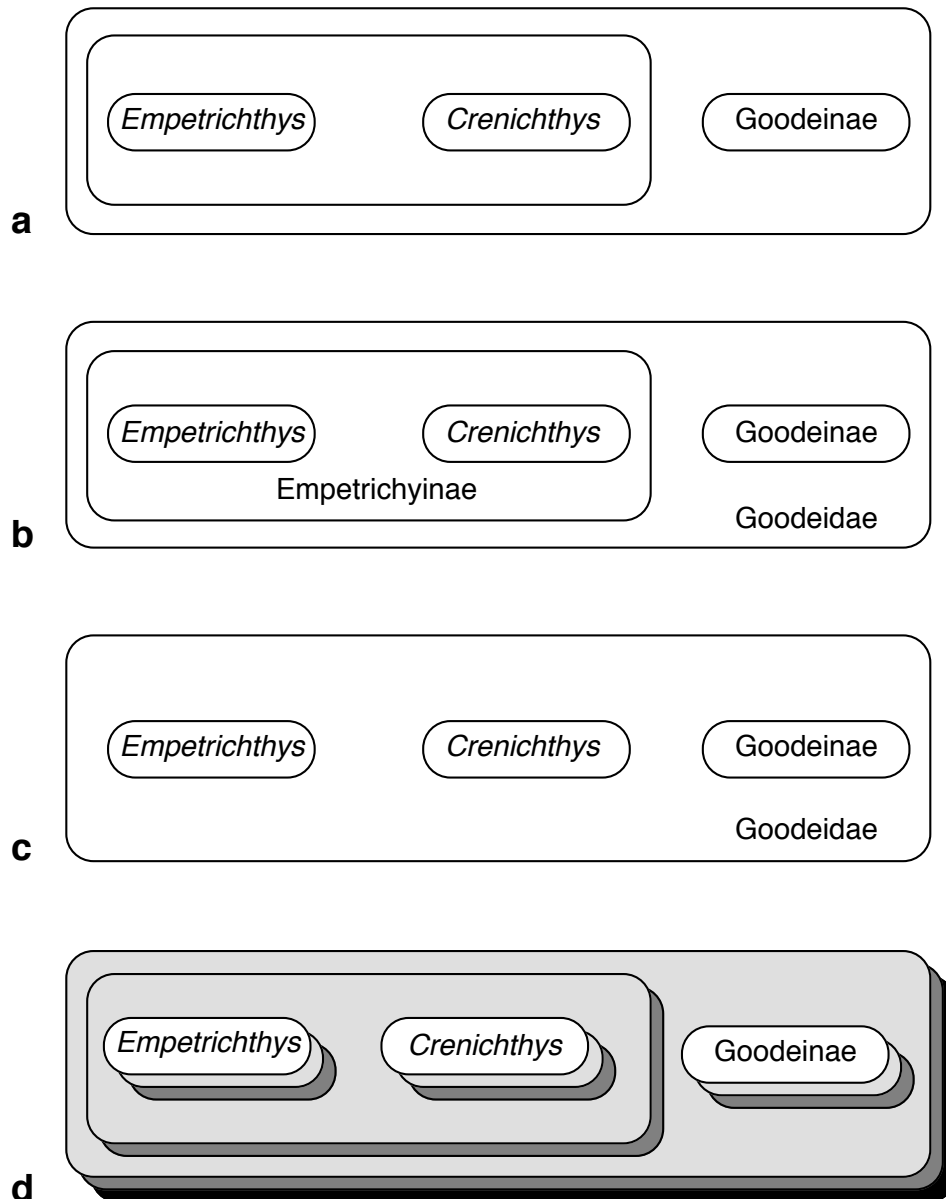 Empetrichthys Crenichthys Goodeinae
a
Empetrichthys Crenichthys Goodeinae
Empetrichyinae
Goodeidae
b
Empetrichthys Crenichthys Goodeinae
Goodeidae
c
Empetrichthys Crenichthys Goodeinae
d